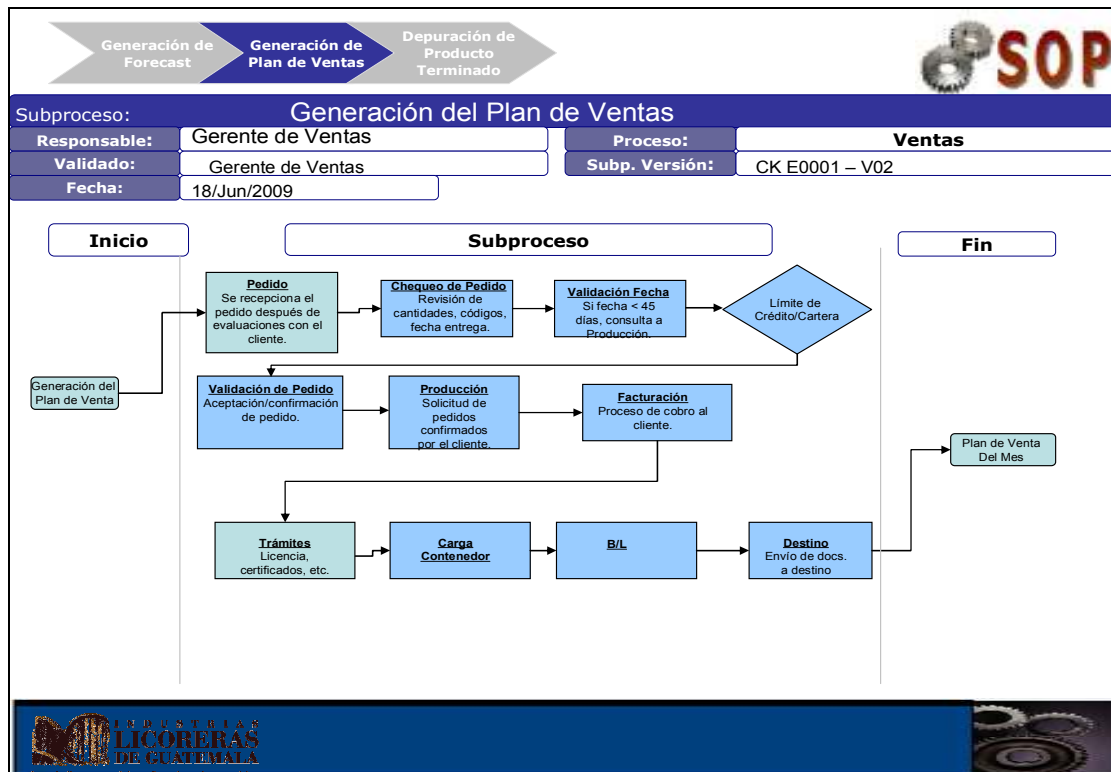 Generación de
Forecast
Generación de
Plan de Ventas
Depuración de
Producto
Terminado
SOP
Subproceso:
Generación del Plan de Ventas
Responsable:
Gerente de Ventas
Proceso:
Ventas
Validado:
Gerente de Ventas
Subp. Versión:
CK E0001 – V02
Fecha:
18/Jun/2009
Inicio
Subproceso
Fin
Pedido
Se recepciona el
pedido después de
evaluaciones con el
cliente.
Chequeo de Pedido
Revisión de
cantidades, códigos,
fecha entrega.
Validación Fecha
Si fecha < 45
días, consulta a
Producción.
Límite de
Crédito/Cartera
Generación del
Plan de Venta
Validación de Pedido
Aceptación/confirmación
de pedido.
Producción
Solicitud de
pedidos
confirmados
por el cliente.
Facturación
Proceso de cobro al
cliente.
Plan de Venta
Del Mes
Trámites
Licencia,
certificados, etc.
Carga
Contenedor
B/L
Destino
Envío de docs.
a destino
INDUSTRIAS
LICORERAS
DE GUATEMALA